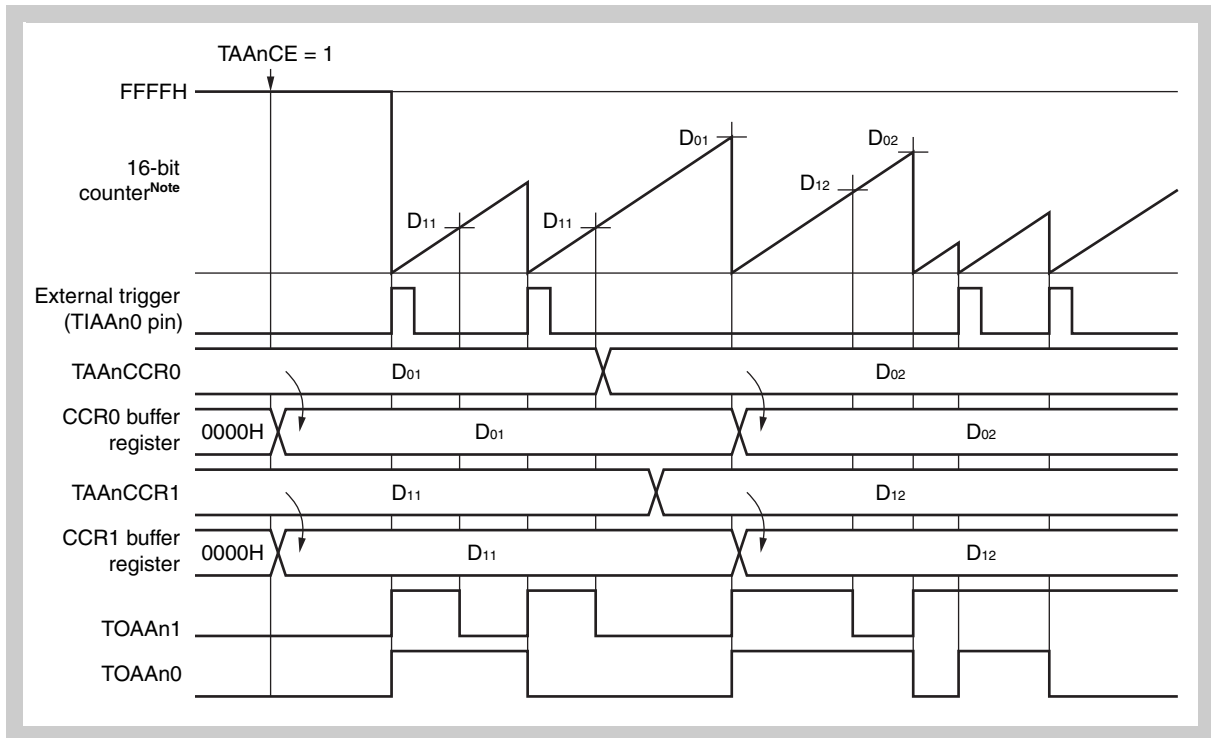 TAAnCE = 1
FFFFH
16-bit
counterNote
D01
D02
D12
D11
D11
External trigger
(TIAAn0 pin)
TAAnCCR0
D01
D02
CCR0 buffer
register
0000H
D01
D02
TAAnCCR1
D11
D12
CCR1 buffer
register
0000H
D11
D12
TOAAn1
TOAAn0